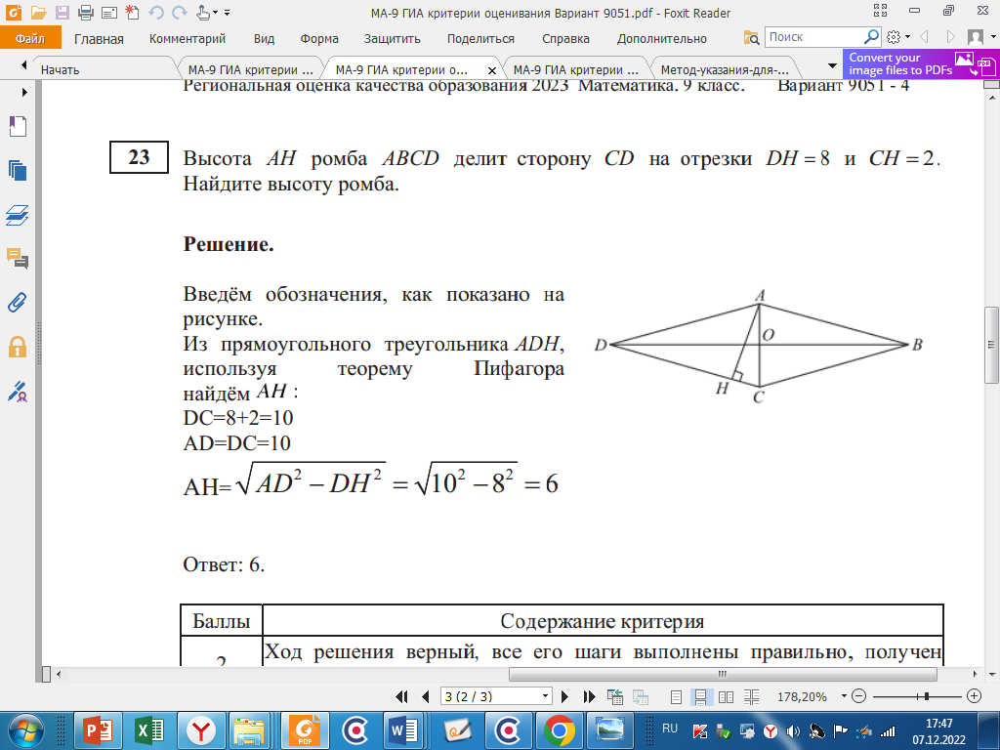 МА-9 ГИА критерии оценивания Вариант 9051.pdf - Foxit Reader
Файл Главная Комментарий Вид Форма Защитить Поделиться Справка Дополнительно Поиск
Начать МА-9 ГИА критерии ... МА-9 ГИА критерии о... МА-9 ГИА критерии ... Метод-указания-для-...
Convert your
image files to PDFs
Региональная оценка качества образования 2023 Математика. 9 класс. Вариант 9051 - 4
23 Высота AH ромба ABCD делит сторону CD на отрезки DH = 8 и CH = 2.
Найдите высоту ромба.
Решение.
Введём обозначения, как показано на
рисунке.
Из прямоугольного треугольника ADH,
используя теорему Пифагора
найдём AH :
DC=8+2=10
AD=DC=10
AH=√(AD² − DH²) = √(10² − 8²) = 6
A
O
D
B
H
C
Ответ: 6.
Баллы Содержание критерия
2 Ход решения верный, все его шаги выполнены правильно, получен
3 (2 / 3) 178,20%
RU 17:47
07.12.2022